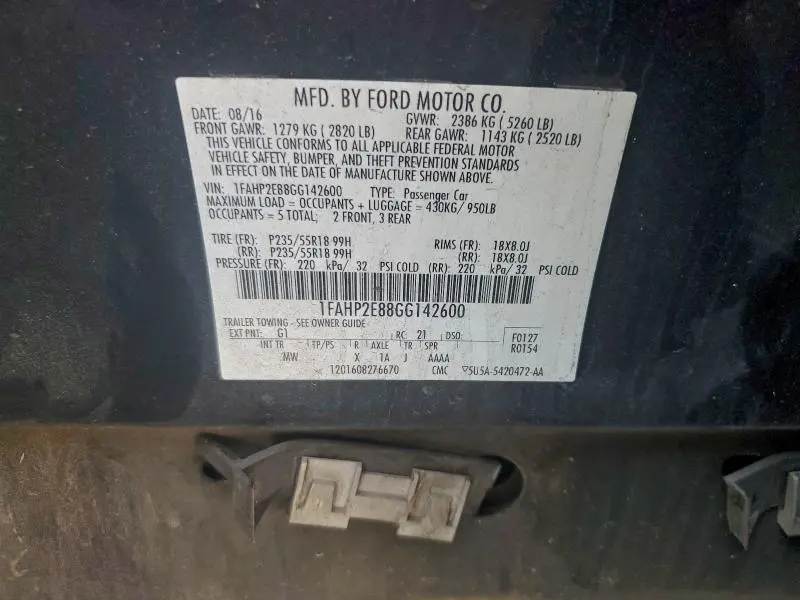 MFD. BY FORD MOTOR CO.
DATE: 08/16 GVWR: 2386 KG ( 5260 LB)
FRONT GAWR: 1279 KG ( 2820 LB) REAR GAWR: 1143 KG ( 2520 LB)
THIS VEHICLE CONFORMS TO ALL APPLICABLE FEDERAL MOTOR
VEHICLE SAFETY, BUMPER, AND THEFT PREVENTION STANDARDS
IN EFFECT ON THE DATE OF MANUFACTURE SHOWN ABOVE.
VIN: 1FAHP2E88GG142600 TYPE: Passenger Car
MAXIMUM LOAD = OCCUPANTS + LUGGAGE = 430KG/ 950LB
OCCUPANTS = 5 TOTAL; 2 FRONT, 3 REAR
TIRE (FR): P235/55R18 99H RIMS (FR): 18X8.0J
(RR): P235/55R18 99H (RR): 18X8.0J
PRESSURE (FR): 220 kPa/ 32 PSI COLD (RR): 220 kPa/ 32 PSI COLD
1FAHP2E88GG142600
TRAILER TOWING - SEE OWNER GUIDE
EXT PNT: G1 RC: 21 DSO: F0127
INT TR TP/PS R AXLE TR SPR R0154
MW X 1A J AAAA
1201608276670 CMC ▽5U5A-5420472-AA